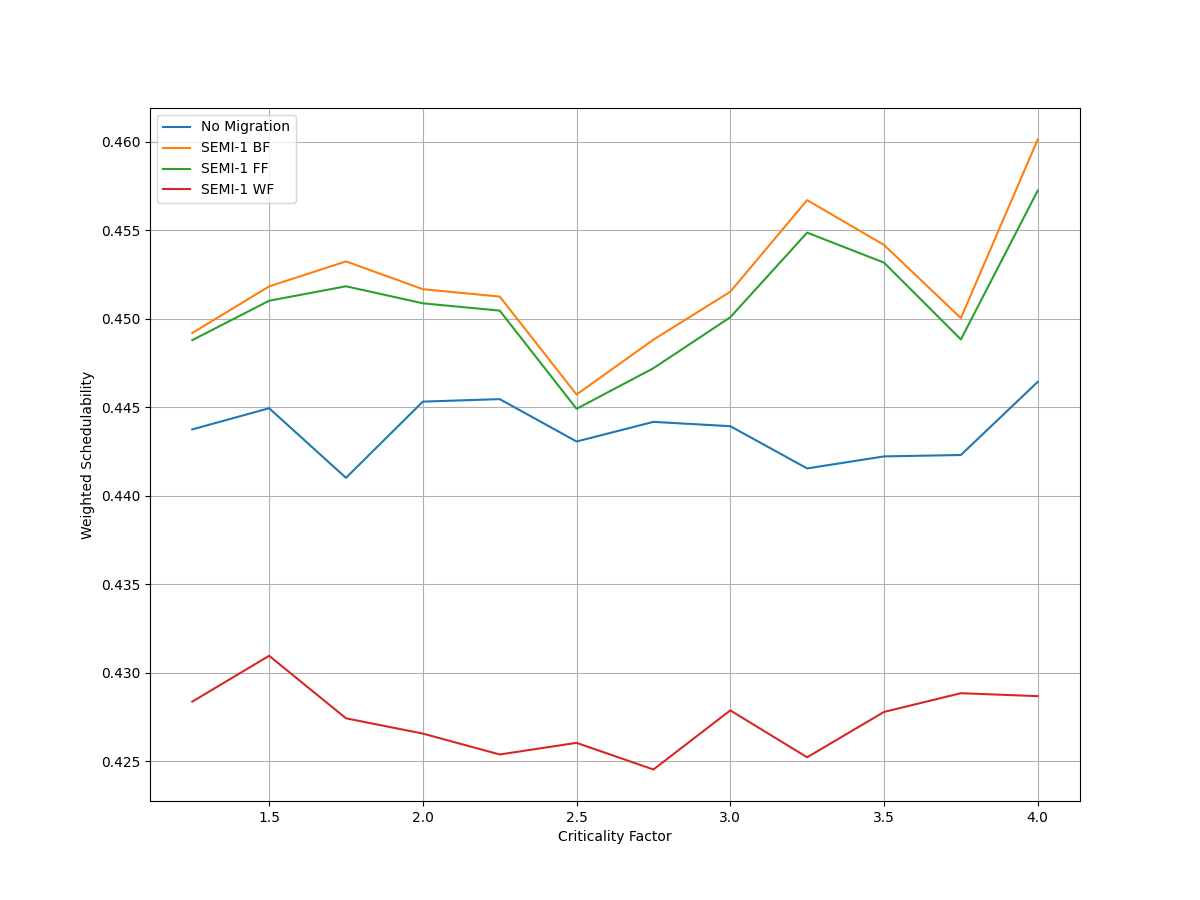 No Migration
SEMI-1 BF
SEMI-1 FF
SEMI-1 WF
0.460
0.455
0.450
0.445
0.440
0.435
0.430
0.425
Weighted Schedulability
1.5 2.0 2.5 3.0 3.5 4.0
Criticality Factor